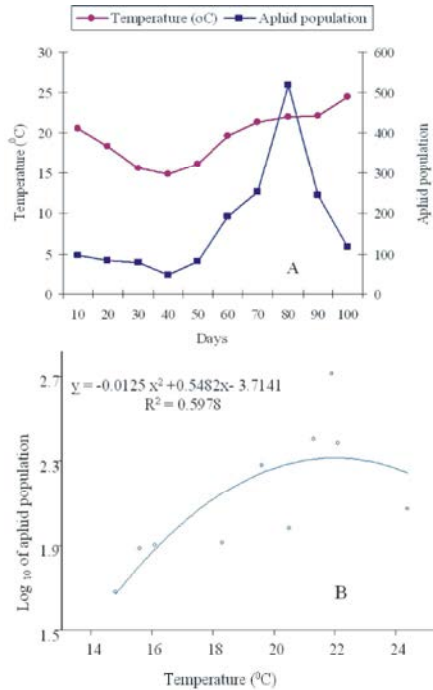 Temperature (oC) Aphid population
30 600
25 500
20 400
15 300
10 200
5 100
0 0
Temperature (⁰C)
Aphid population
A
10 20 30 40 50 60 70 80 90 100
Days
y = -0.0125 x² +0.5482x- 3.7141
R² = 0.5978
2.7
2.3
1.9
1.5
Log ₁₀ of aphid population
B
14 16 18 20 22 24
Temperature (⁰C)